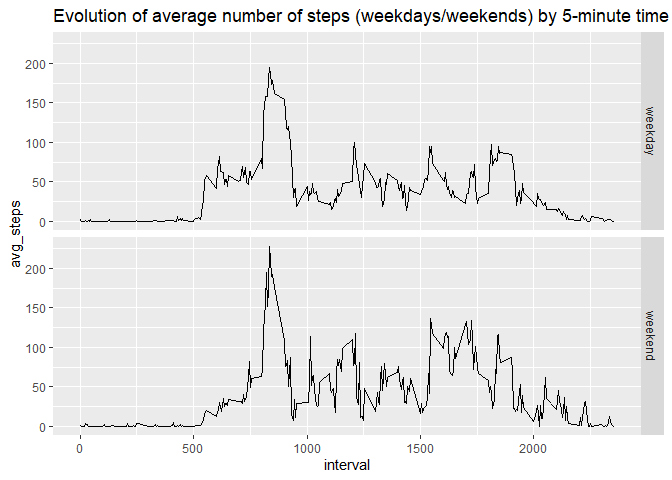 Evolution of average number of steps (weekdays/weekends) by 5-minute time
200
150
100
50
0
weekday
200
150
100
50
0
weekend
avg_steps
0 500 1000 1500 2000
interval